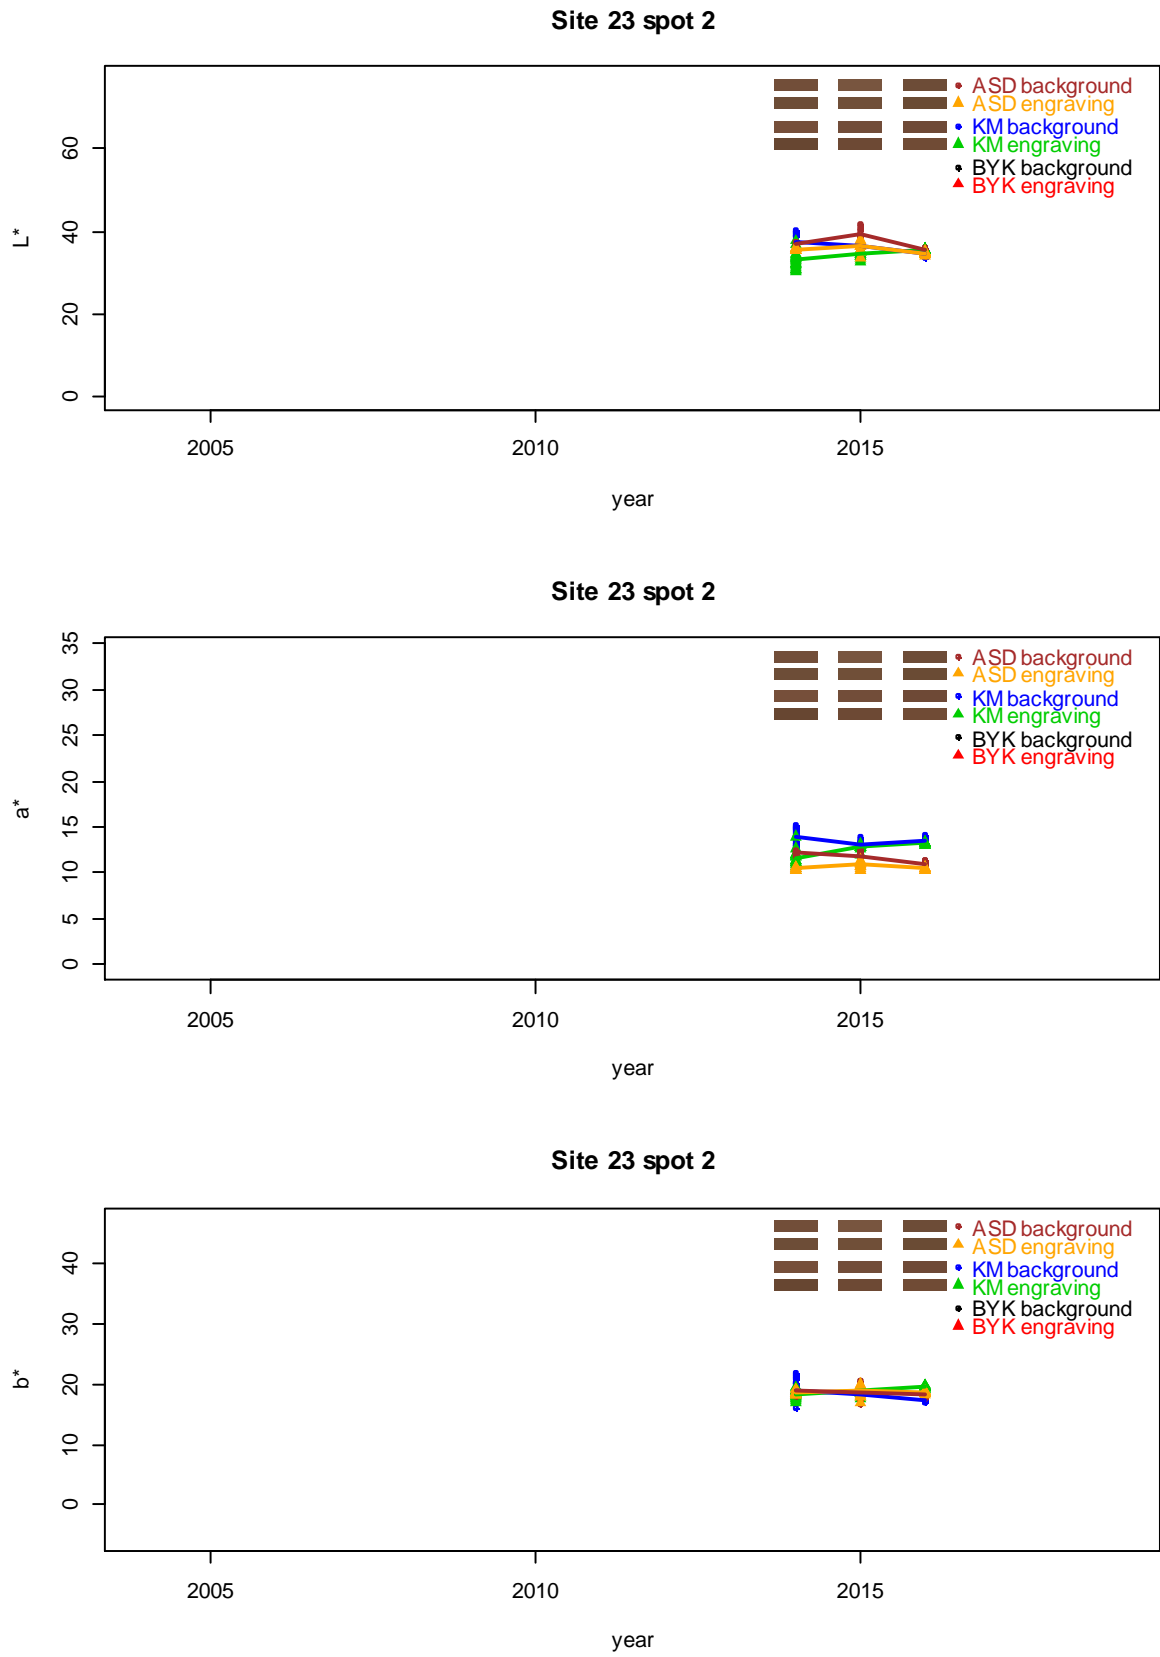 Site 23 spot 2
ASD background
ASD engraving
KM background
KM engraving
BYK background
BYK engraving
L*
60
40
20
0
2005 2010 2015
year
Site 23 spot 2
ASD background
ASD engraving
KM background
KM engraving
BYK background
BYK engraving
a*
35
30
25
20
15
10
5
0
2005 2010 2015
year
Site 23 spot 2
ASD background
ASD engraving
KM background
KM engraving
BYK background
BYK engraving
b*
40
30
20
10
0
2005 2010 2015
year